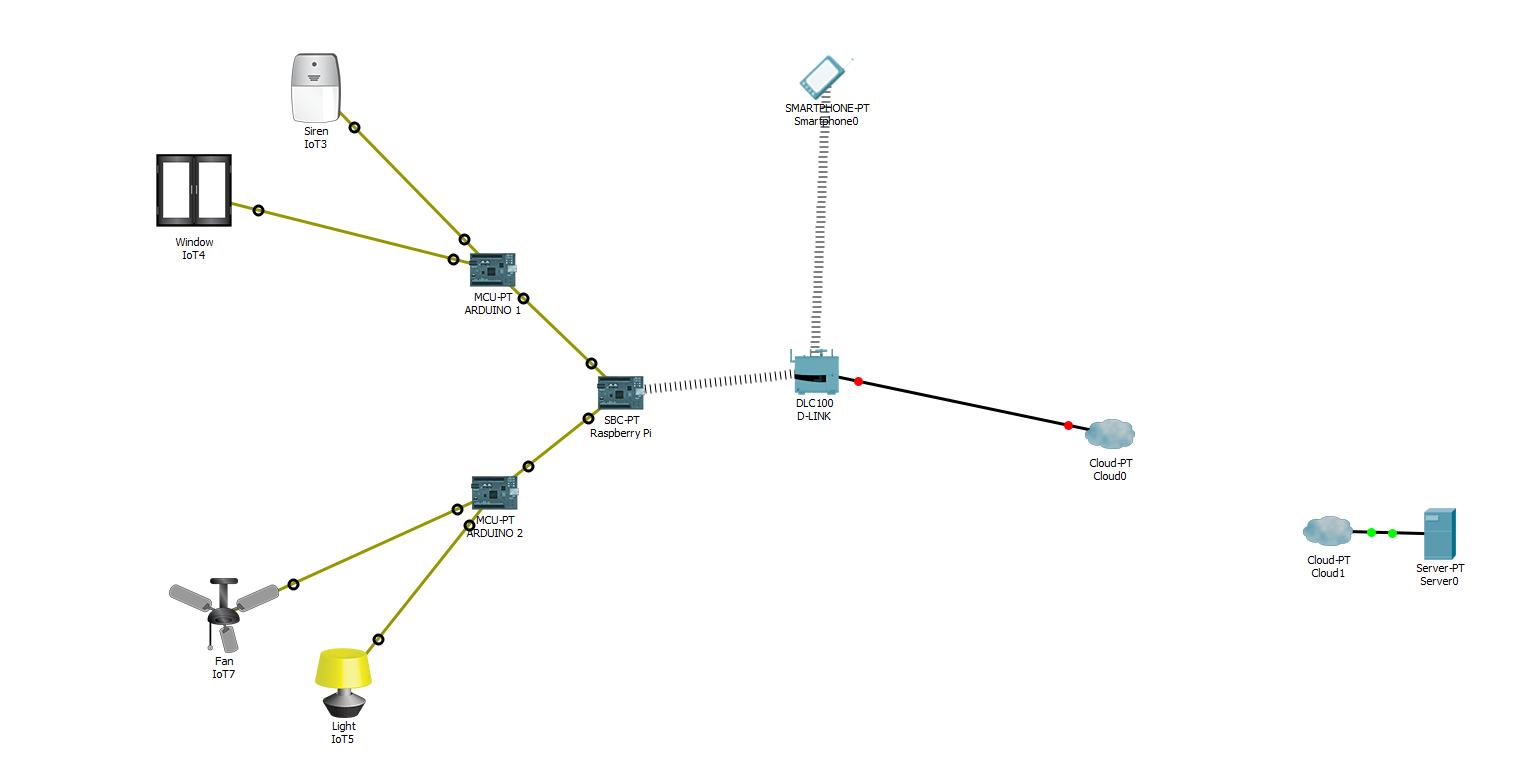 SMARTPHONE-PT
Smartphone0
Siren
IoT3
Window
IoT4
MCU-PT
ARDUINO 1
DLC100
D-LINK
SBC-PT
Raspberry Pi
Cloud-PT
Cloud0
MCU-PT
ARDUINO 2
Cloud-PT
Cloud1
Server-PT
Server0
Fan
IoT7
Light
IoT5